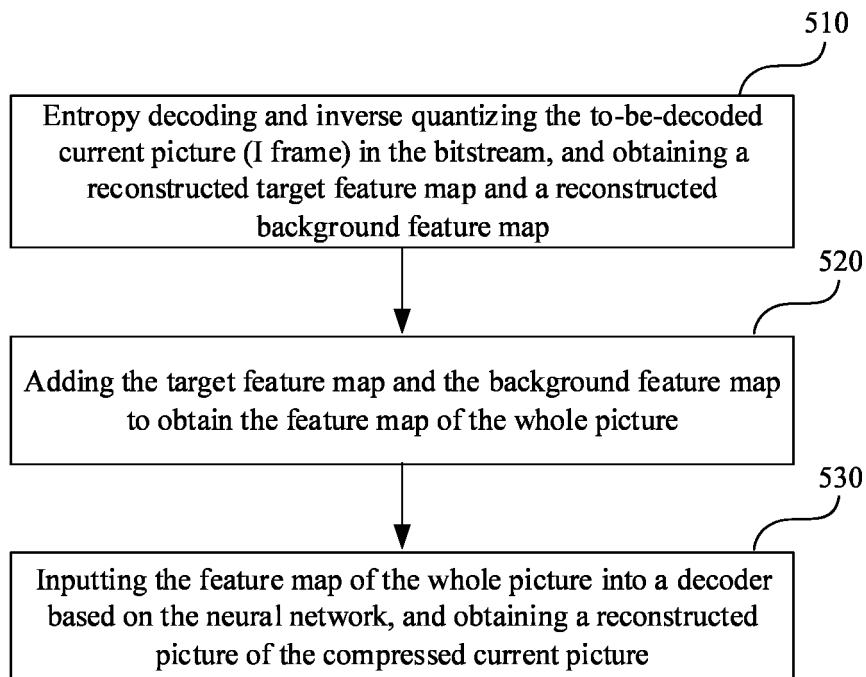 510
Entropy decoding and inverse quantizing the to-be-decoded
current picture (I frame) in the bitstream, and obtaining a
reconstructed target feature map and a reconstructed
background feature map
520
Adding the target feature map and the background feature map
to obtain the feature map of the whole picture
530
Inputting the feature map of the whole picture into a decoder
based on the neural network, and obtaining a reconstructed
picture of the compressed current picture